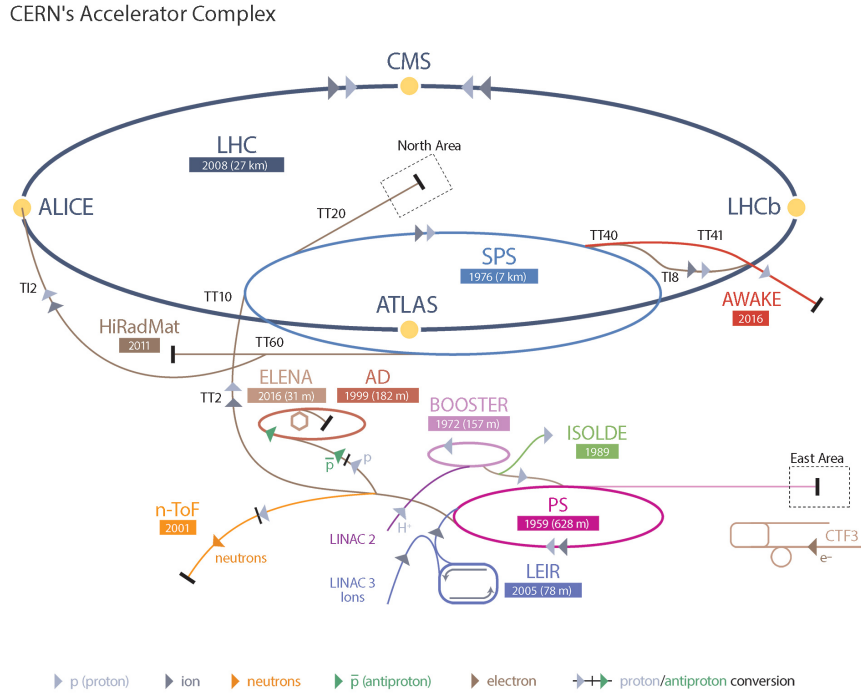 CERN's Accelerator Complex
CMS
LHC
2008 (27 km)
North Area
ALICE
LHCb
TT20
TT40
TT41
SPS
1976 (7 km)
TI2
TI8
TT10
ATLAS
AWAKE
2016
HiRadMat
2011
TT60
ELENA
2016 (31 m)
AD
1999 (182 m)
TT2
BOOSTER
1972 (157 m)
ISOLDE
1989
p
p̅
East Area
n-ToF
2001
PS
1959 (628 m)
H⁺
LINAC 2
neutrons
CTF3
e⁻
LEIR
2005 (78 m)
LINAC 3
Ions
p (proton)
ion
neutrons
p̅ (antiproton)
electron
proton/antiproton conversion